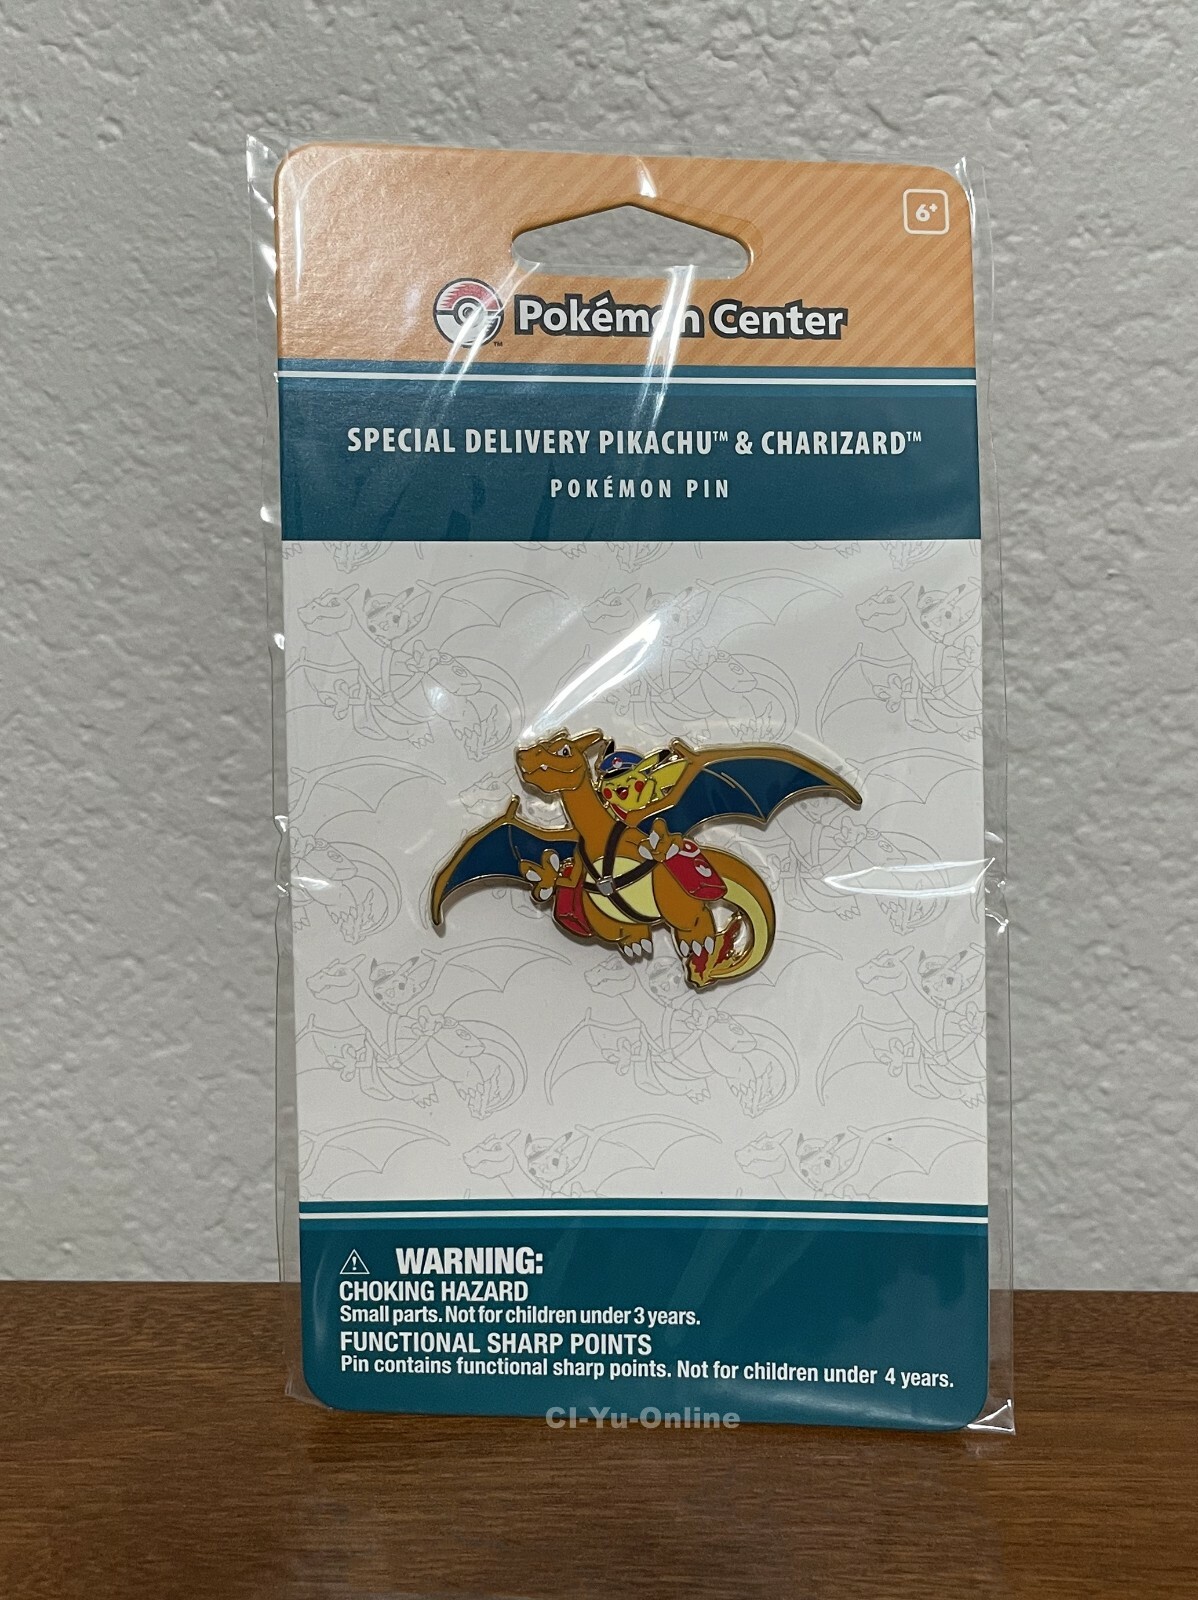 6+
Pokémon Center
TM
SPECIAL DELIVERY PIKACHU™ & CHARIZARD™
POKÉMON PIN
WARNING:
CHOKING HAZARD
Small parts. Not for children under 3 years.
FUNCTIONAL SHARP POINTS
Pin contains functional sharp points. Not for children under 4 years.
CI-Yu-Online